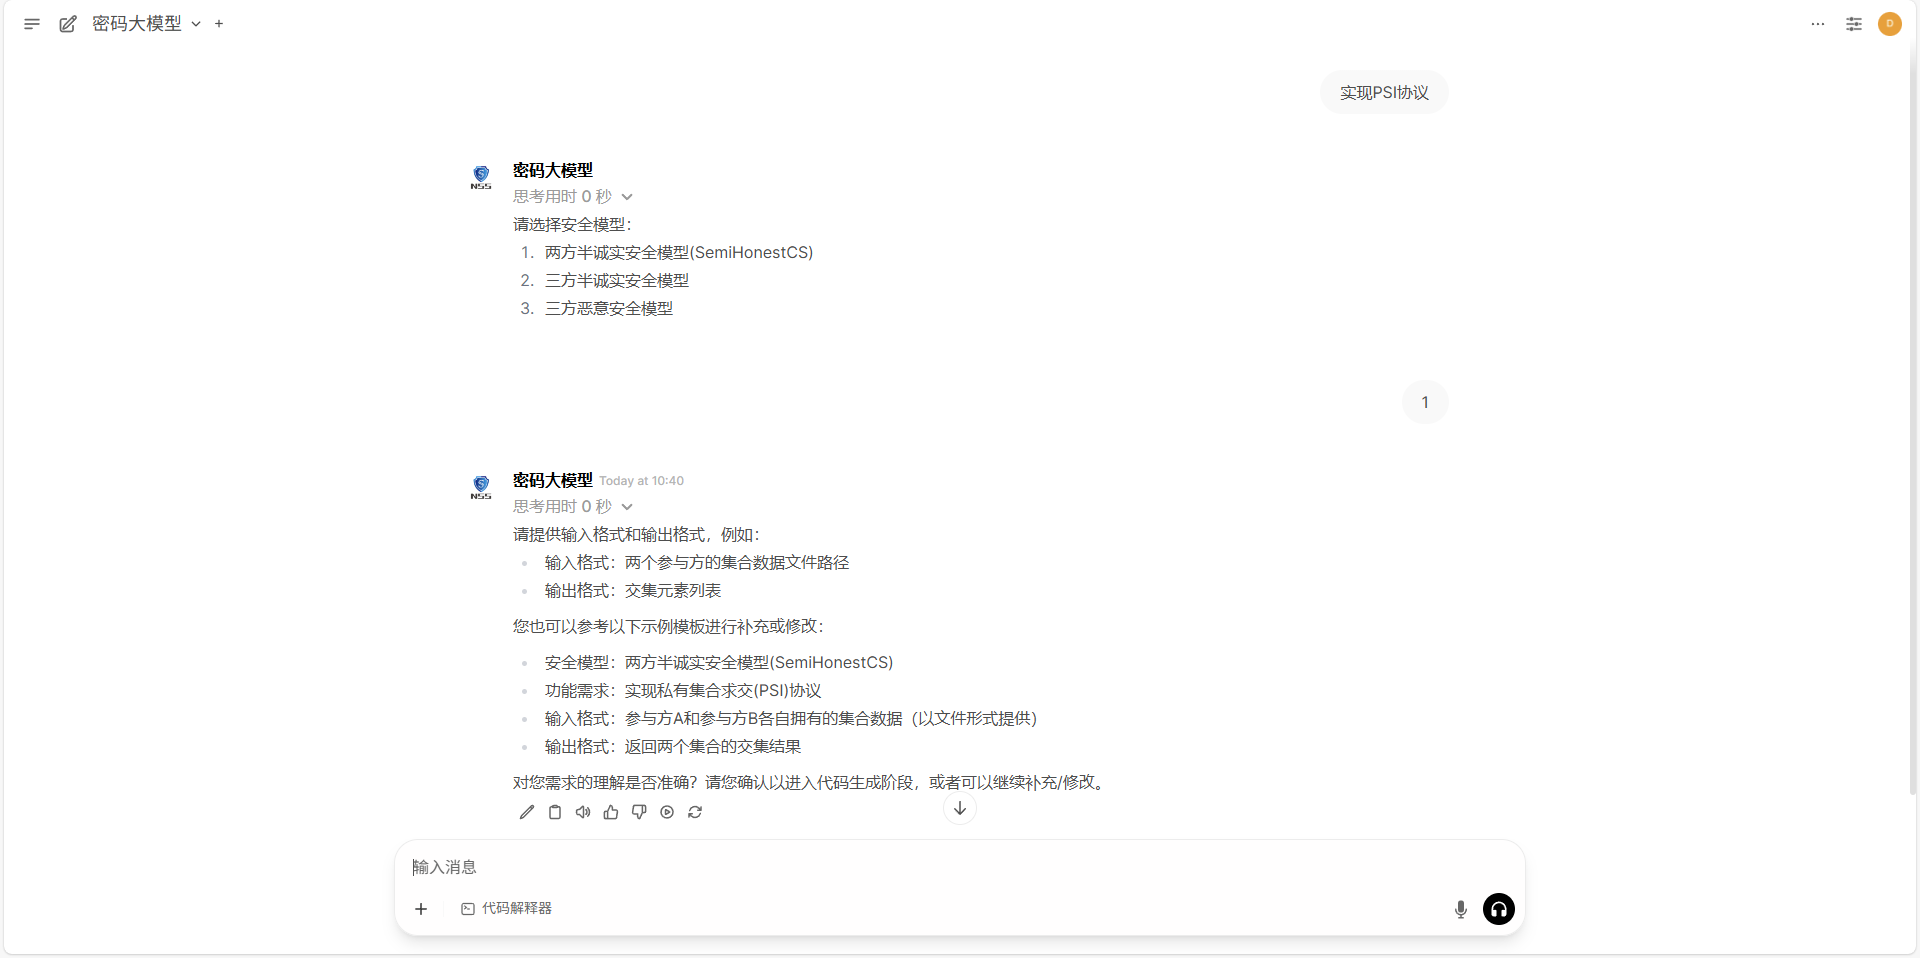 密码大模型
D
实现PSI协议
NSS
密码大模型
思考用时 0 秒
请选择安全模型：
1. 两方半诚实安全模型(SemiHonestCS)
2. 三方半诚实安全模型
3. 三方恶意安全模型
1
NSS
密码大模型 Today at 10:40
思考用时 0 秒
请提供输入格式和输出格式，例如：
• 输入格式：两个参与方的集合数据文件路径
• 输出格式：交集元素列表
您也可以参考以下示例模板进行补充或修改：
• 安全模型：两方半诚实安全模型(SemiHonestCS)
• 功能需求：实现私有集合求交(PSI)协议
• 输入格式：参与方A和参与方B各自拥有的集合数据（以文件形式提供）
• 输出格式：返回两个集合的交集结果
对您需求的理解是否准确？请您确认以进入代码生成阶段，或者可以继续补充/修改。
输入消息
代码解释器